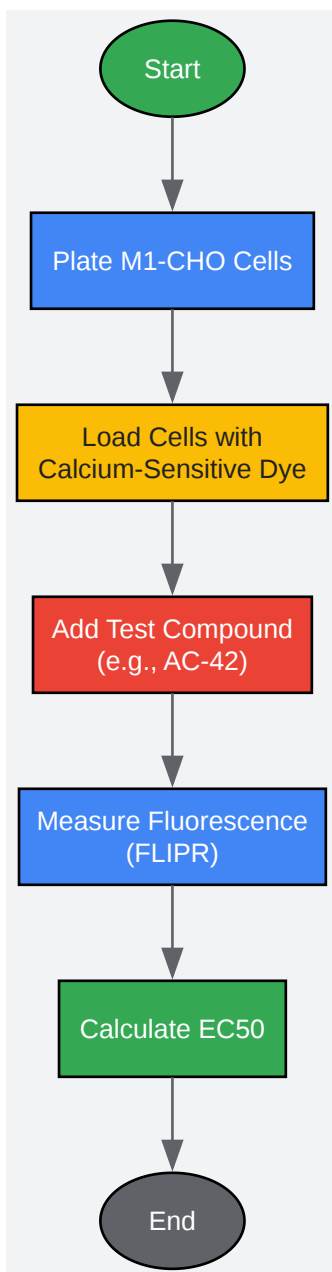 Start
Plate M1-CHO Cells
Load Cells with
Calcium-Sensitive Dye
Add Test Compound
(e.g., AC-42)
Measure Fluorescence
(FLIPR)
Calculate EC50
End